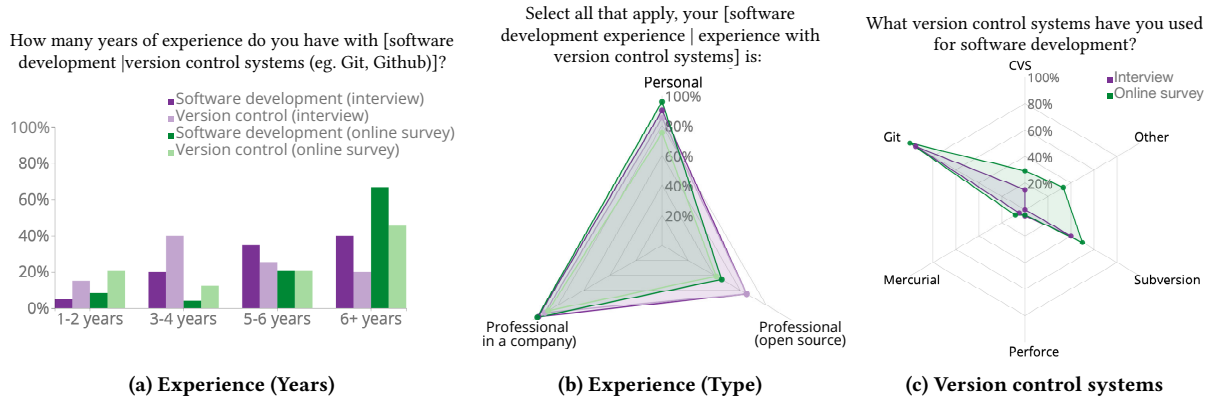 How many years of experience do you have with [software
development |version control systems (eg. Git, Github)]?
Software development (interview)
Version control (interview)
Software development (online survey)
Version control (online survey)
100%
80%
60%
40%
20%
0%
1-2 years
3-4 years
5-6 years
6+ years
(a) Experience (Years)
Select all that apply, your [software
development experience | experience with
version control systems] is:
Personal
100%
80%
60%
40%
20%
Professional
(in a company)
Professional
(open source)
(b) Experience (Type)
What version control systems have you used
for software development?
CVS
100%
80%
60%
40%
20%
Interview
Online survey
Git
Other
Mercurial
Subversion
Perforce
(c) Version control systems